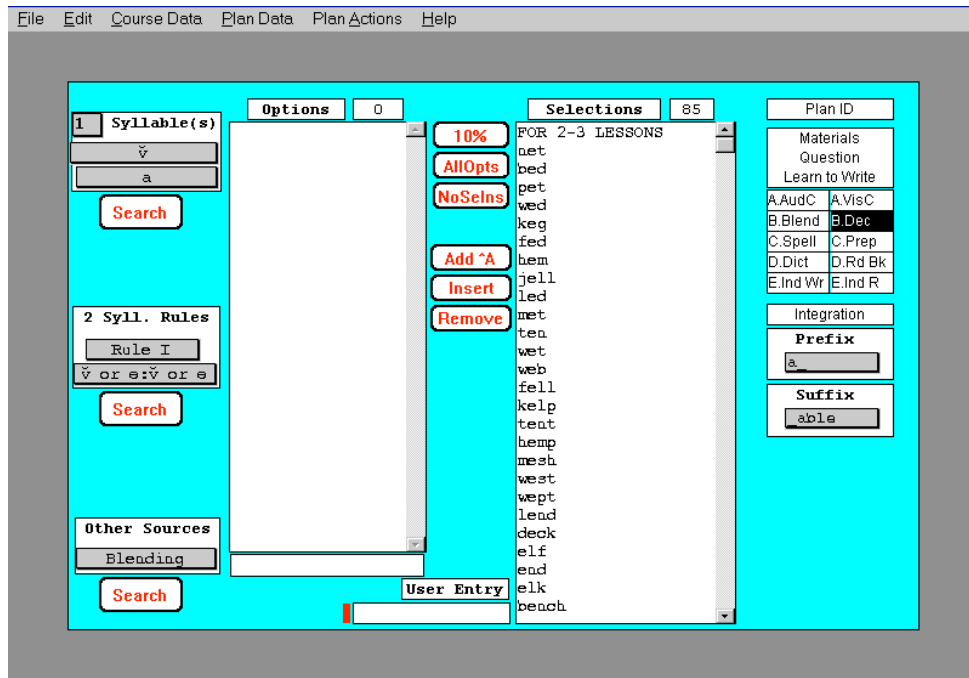 File Edit Course Data Plan Data Plan Actions Help
1 Syllable(s)
v̆
a
Search
2 Syll. Rules
Rule I
v̆ or ə:v̆ or ə
Search
Other Sources
Blending
Search
Options 0
10%
AllOpts
NoSelns
Add ^A
Insert
Remove
User Entry
Selections 85
FOR 2-3 LESSONS
net
bed
pet
wed
keg
fed
hem
jell
led
met
ten
wet
web
fell
kelp
tent
hemp
mesh
west
wept
lend
deck
elf
end
elk
bench
Plan ID
Materials
Question
Learn to Write
A.AudC A.VisC
B.Blend B.Dec
C.Spell C.Prep
D.Dict D.Rd Bk
E.Ind Wr E.Ind R
Integration
Prefix
a_
Suffix
_able